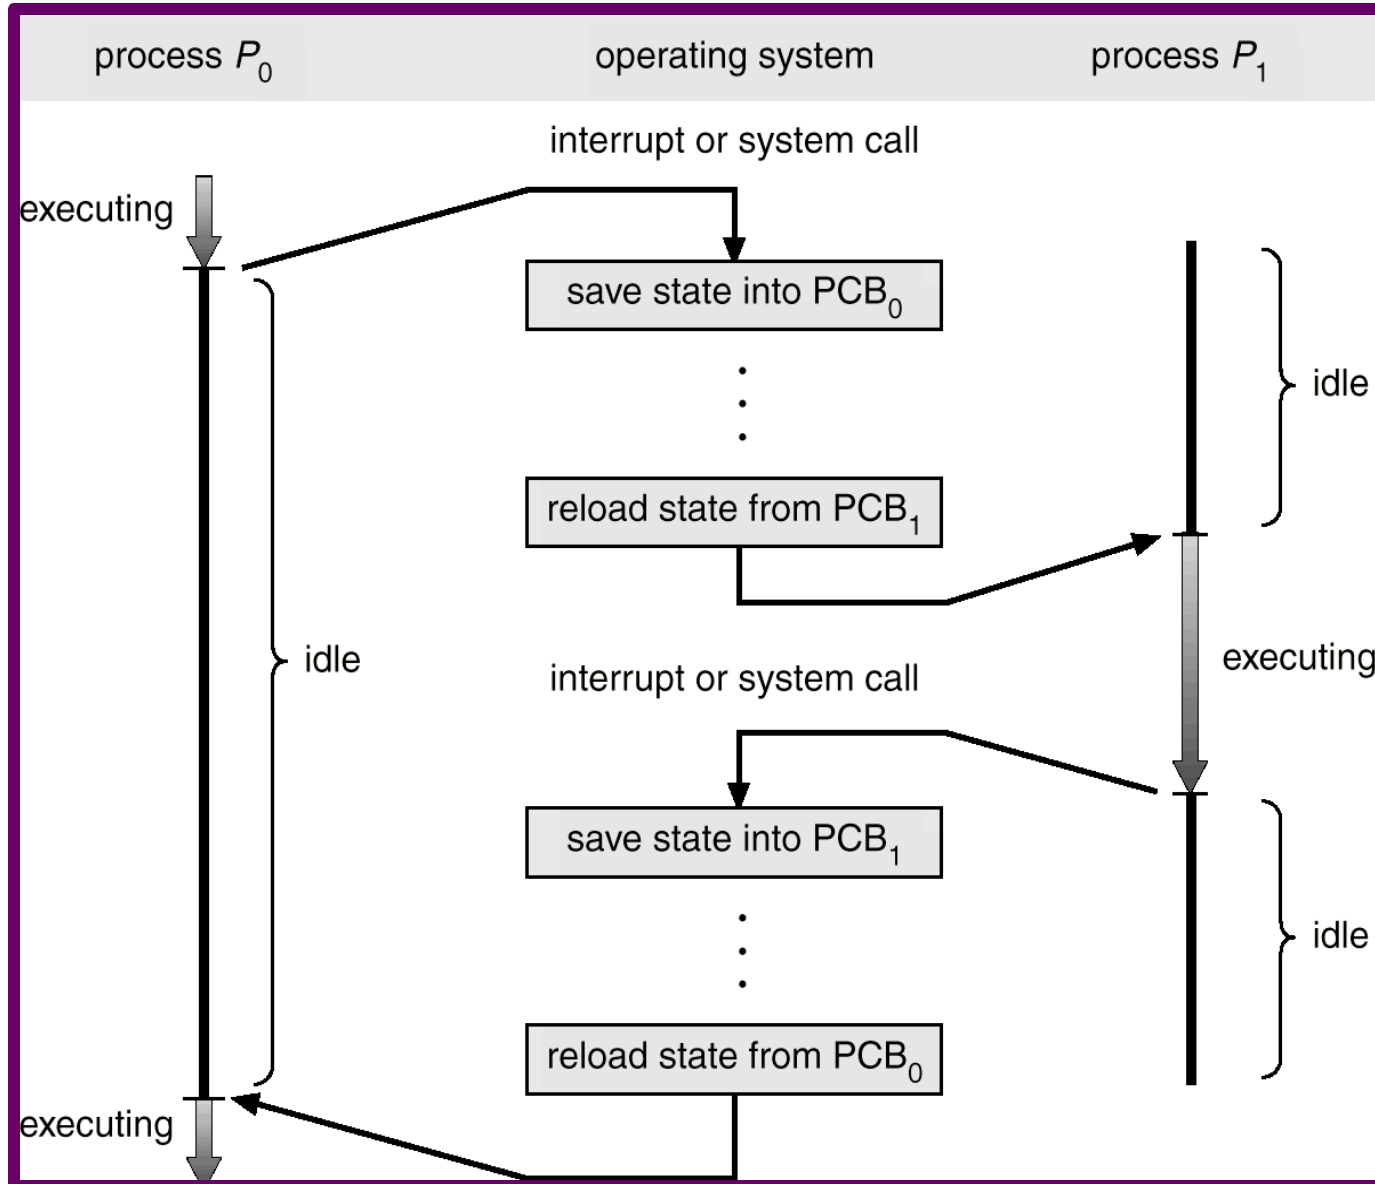 process P0
operating system
process P1
interrupt or system call
executing
save state into PCB0
idle
reload state from PCB1
idle
interrupt or system call
executing
save state into PCB1
idle
reload state from PCB0
executing